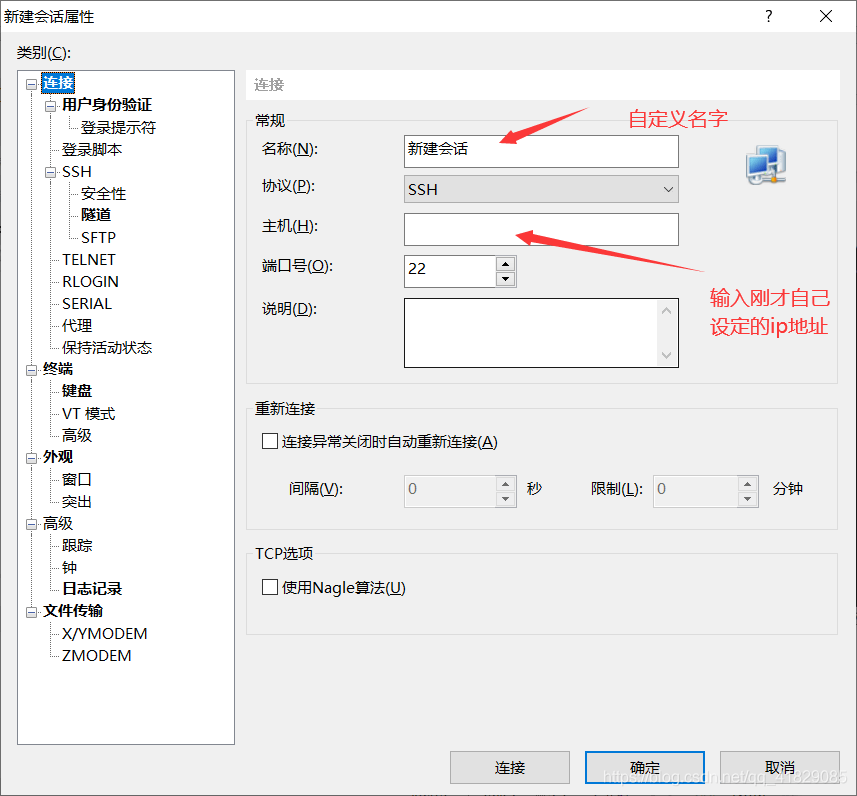 新建会话属性
?
类别(C):
连接
用户身份验证
登录提示符
登录脚本
SSH
安全性
隧道
SFTP
TELNET
RLOGIN
SERIAL
代理
保持活动状态
终端
键盘
VT 模式
高级
外观
窗口
突出
高级
跟踪
钟
日志记录
文件传输
X/YMODEM
ZMODEM
连接
常规
自定义名字
名称(N):
新建会话
协议(P):
SSH
主机(H):
端口号(O):
22
输入刚才自己
设定的ip地址
说明(D):
重新连接
连接异常关闭时自动重新连接(A)
间隔(V):
0
秒
限制(L):
0
分钟
TCP选项
使用Nagle算法(U)
连接
确定
取消
https://blog.csdn.net/qq_41829085